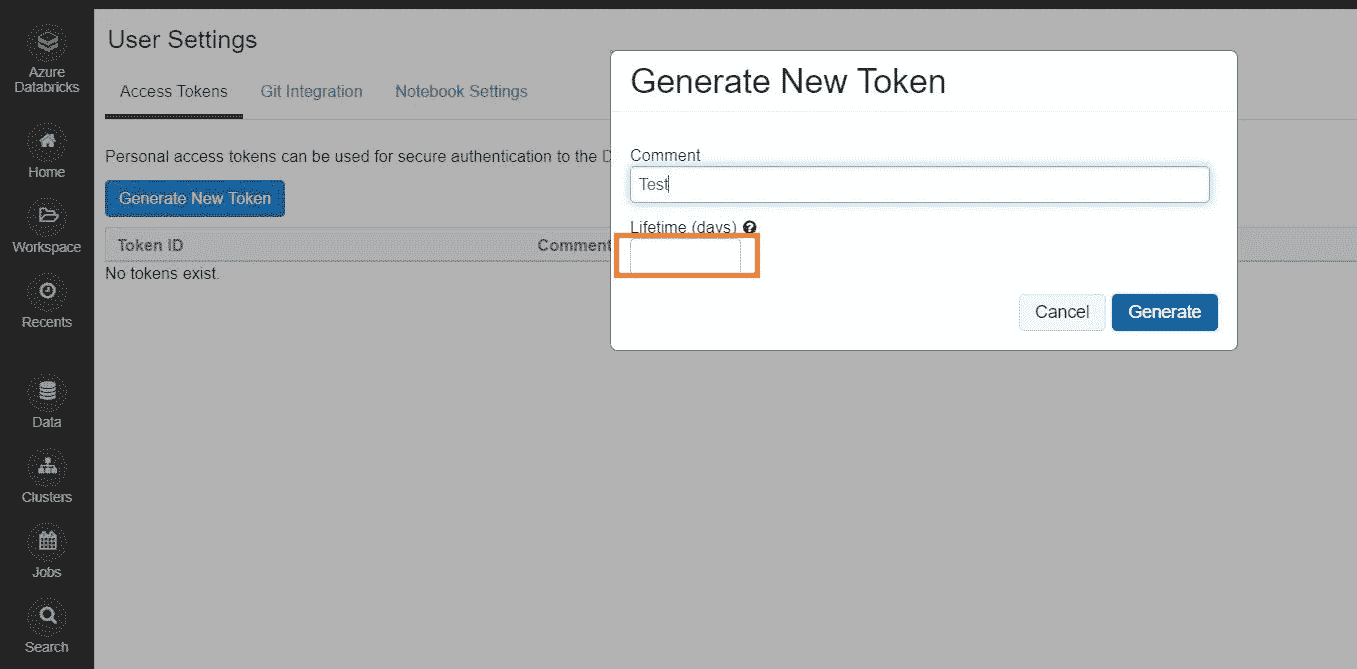 Azure
Databricks
Home
Workspace
Recents
Data
Clusters
Jobs
Search
User Settings
Access Tokens Git Integration Notebook Settings
Personal access tokens can be used for secure authentication to the D
Generate New Token
Token ID Comment
No tokens exist.
Generate New Token
Comment
Test
Lifetime (days) ?
Cancel Generate